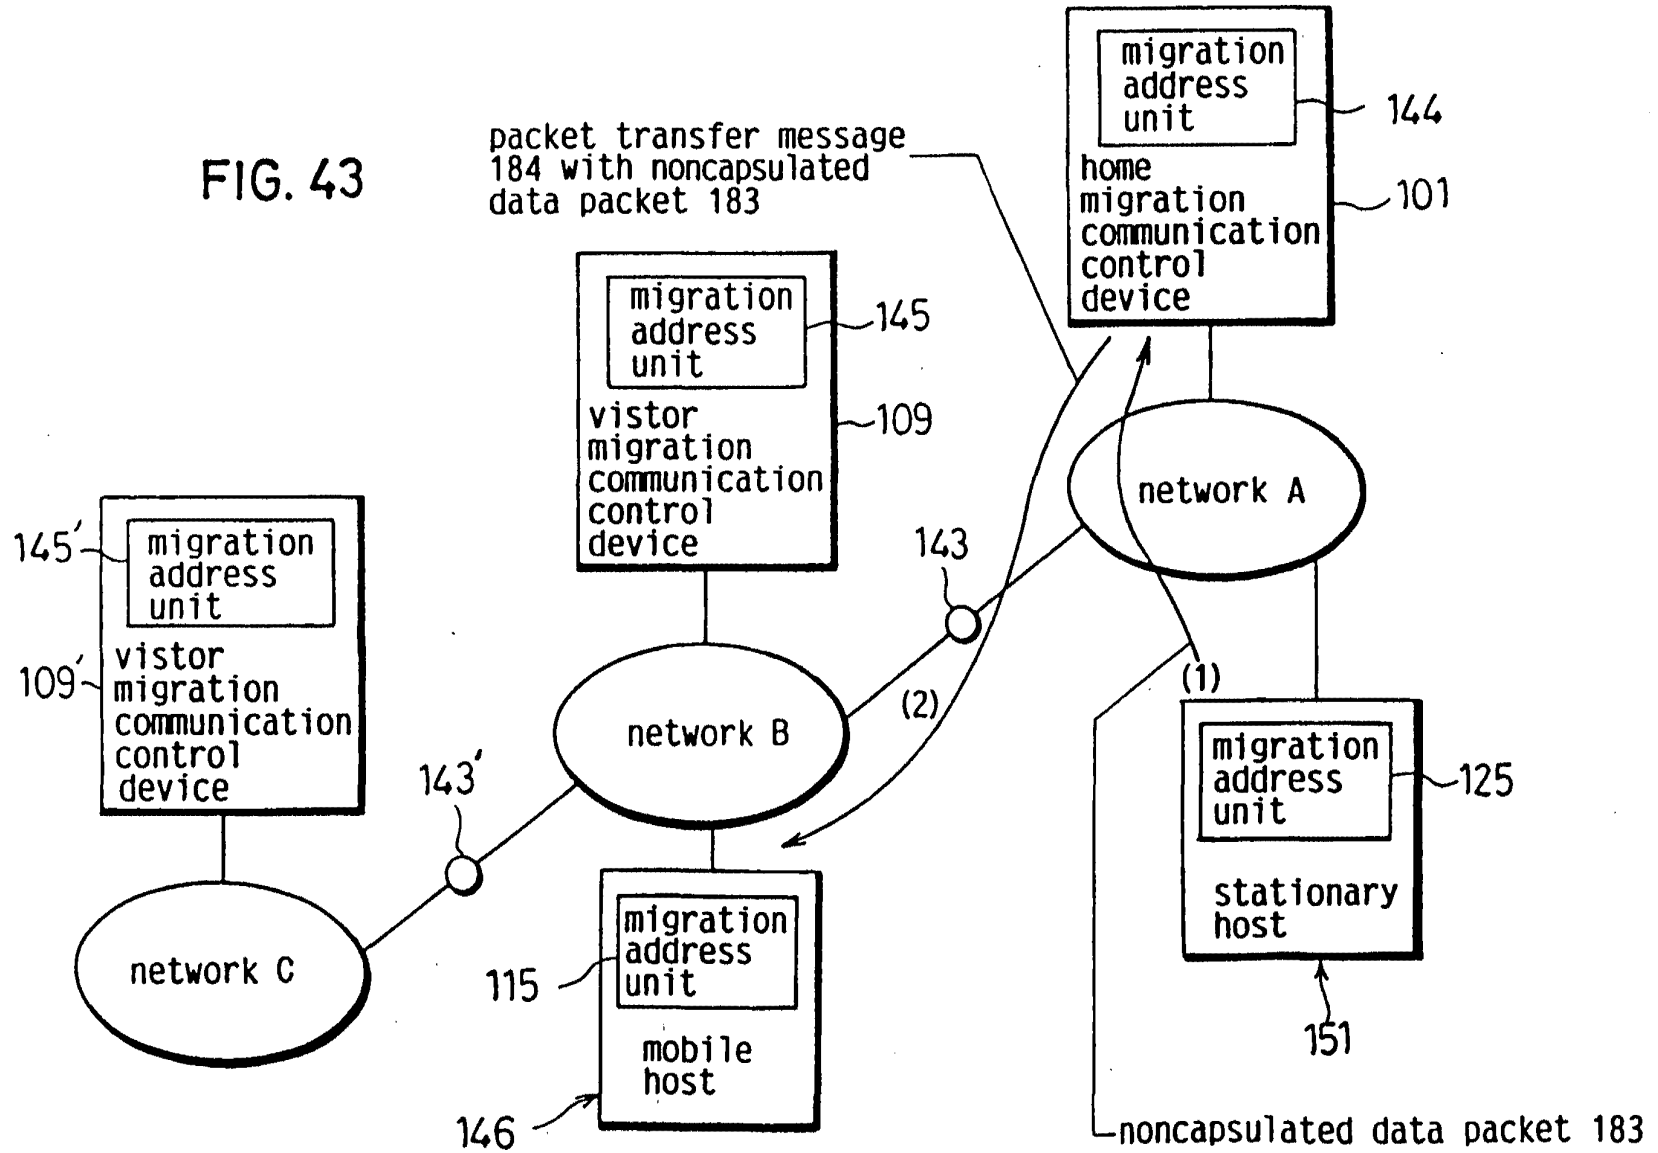 FIG. 43
packet transfer message
184 with noncapsulated
data packet 183
migration
address
unit
144
home
migration
communication
control
device
101
migration
address
unit
145
vistor
migration
communication
control
device
109
migration
address
unit
145'
vistor
migration
communication
control
device
109'
network A
143
network B
(2)
143'
network C
(1)
migration
address
unit
125
stationary
host
151
migration
address
unit
115
mobile
host
146
noncapsulated data packet 183